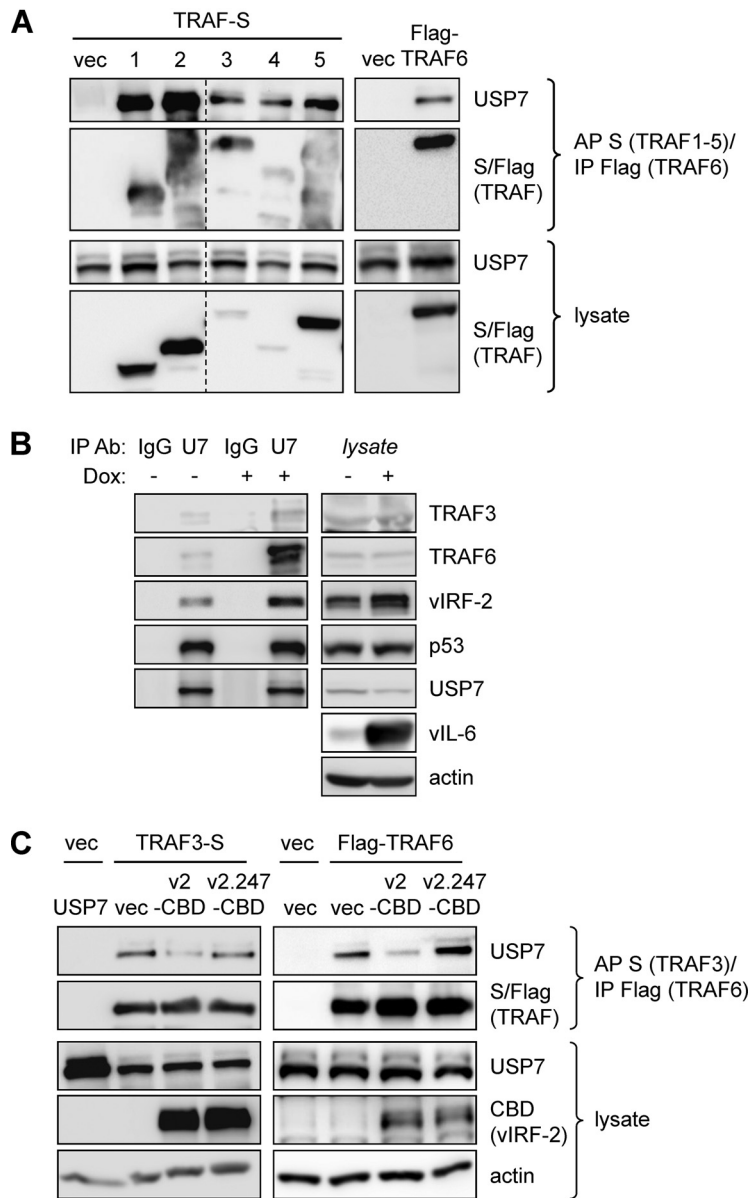 A
TRAF-S
Flag-
vec 1 2 3 4 5 vec TRAF6
USP7
S/Flag
(TRAF)
AP S (TRAF1-5)/
IP Flag (TRAF6)
USP7
S/Flag
(TRAF)
lysate
B
IP Ab: IgG U7 IgG U7 lysate
Dox: - - + + - +
TRAF3
TRAF6
vIRF-2
p53
USP7
vIL-6
actin
C
vec TRAF3-S vec Flag-TRAF6
v2 v2.247 v2 v2.247
USP7 vec -CBD -CBD vec vec -CBD -CBD
USP7
S/Flag
(TRAF)
AP S (TRAF3)/
IP Flag (TRAF6)
USP7
CBD
(vIRF-2)
actin
lysate